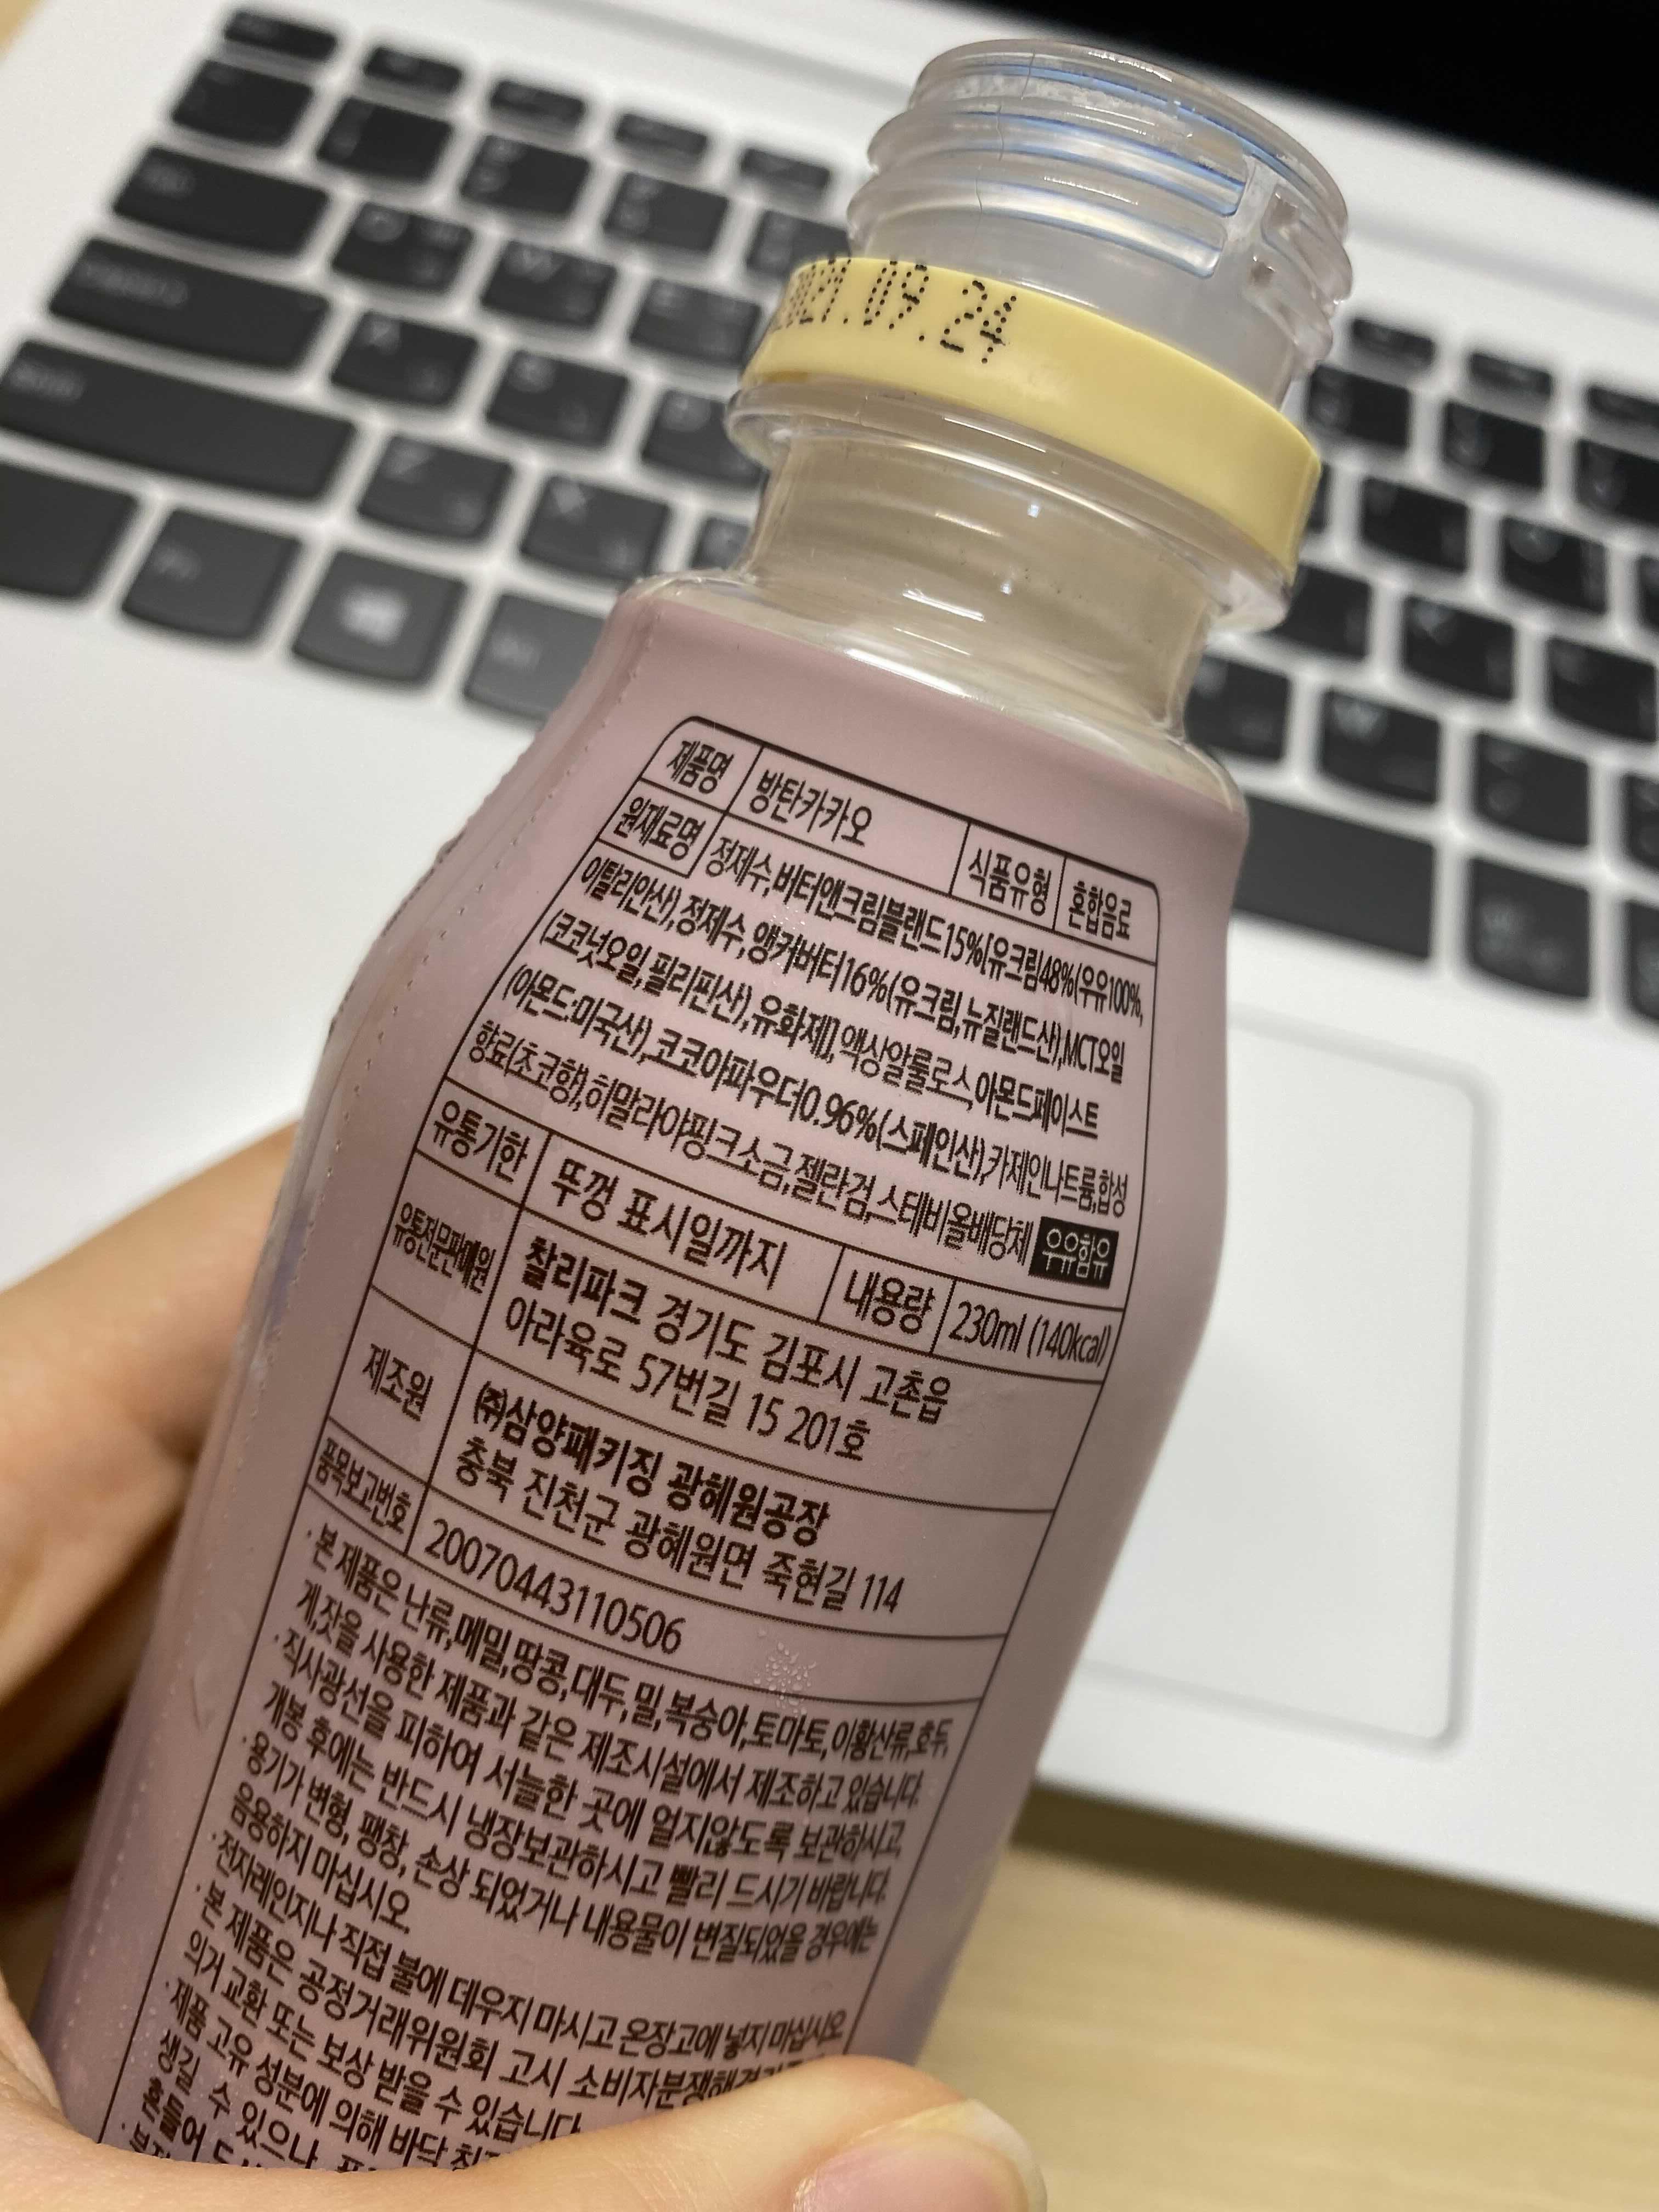 2021.09.24
제품명 방탄카카오 식품유형 혼합음료
원재료명 정제수,버터앤크림블랜드15%[유크림48%(우유100%,
이탈리안산),정제수,앵커버터16%(유크림,뉴질랜드산),MCT오일
(코코넛오일,필리핀산),유화제],액상알룰로스,아몬드페이스트
(아몬드:미국산),코코아파우더0.96%(스페인산),카제인나트륨,합성
향료(초코향),히말라야핑크소금,젤란검,스테비올배당체 우유함유
유통기한 뚜껑 표시일까지 내용량 230ml (140kcal)
유통전문판매원 찰리파크 경기도 김포시 고촌읍
아라육로 57번길 15 201호
제조원 ㈜삼양패키징 광혜원공장
충북 진천군 광혜원면 죽현길 114
품목보고번호 20070443110506
· 본 제품은 난류,메밀,땅콩,대두,밀,복숭아,토마토,이황산류,호두,
게,잣을 사용한 제품과 같은 제조시설에서 제조하고 있습니다.
· 직사광선을 피하여 서늘한 곳에 얼지않도록 보관하시고,
개봉 후에는 반드시 냉장보관하시고 빨리 드시기 바랍니다.
· 용기가 변형, 팽창, 손상 되었거나 내용물이 변질되었을 경우에는
음용하지 마십시오.
· 전자레인지나 직접 불에 데우지 마시고 온장고에 넣지 마십시오
· 본 제품은 공정거래위원회 고시 소비자분쟁해결기준에
의거 교환 또는 보상 받을 수 있습니다
· 제품 고유 성분에 의해 바닥
생길 수 있으나,
흔들어